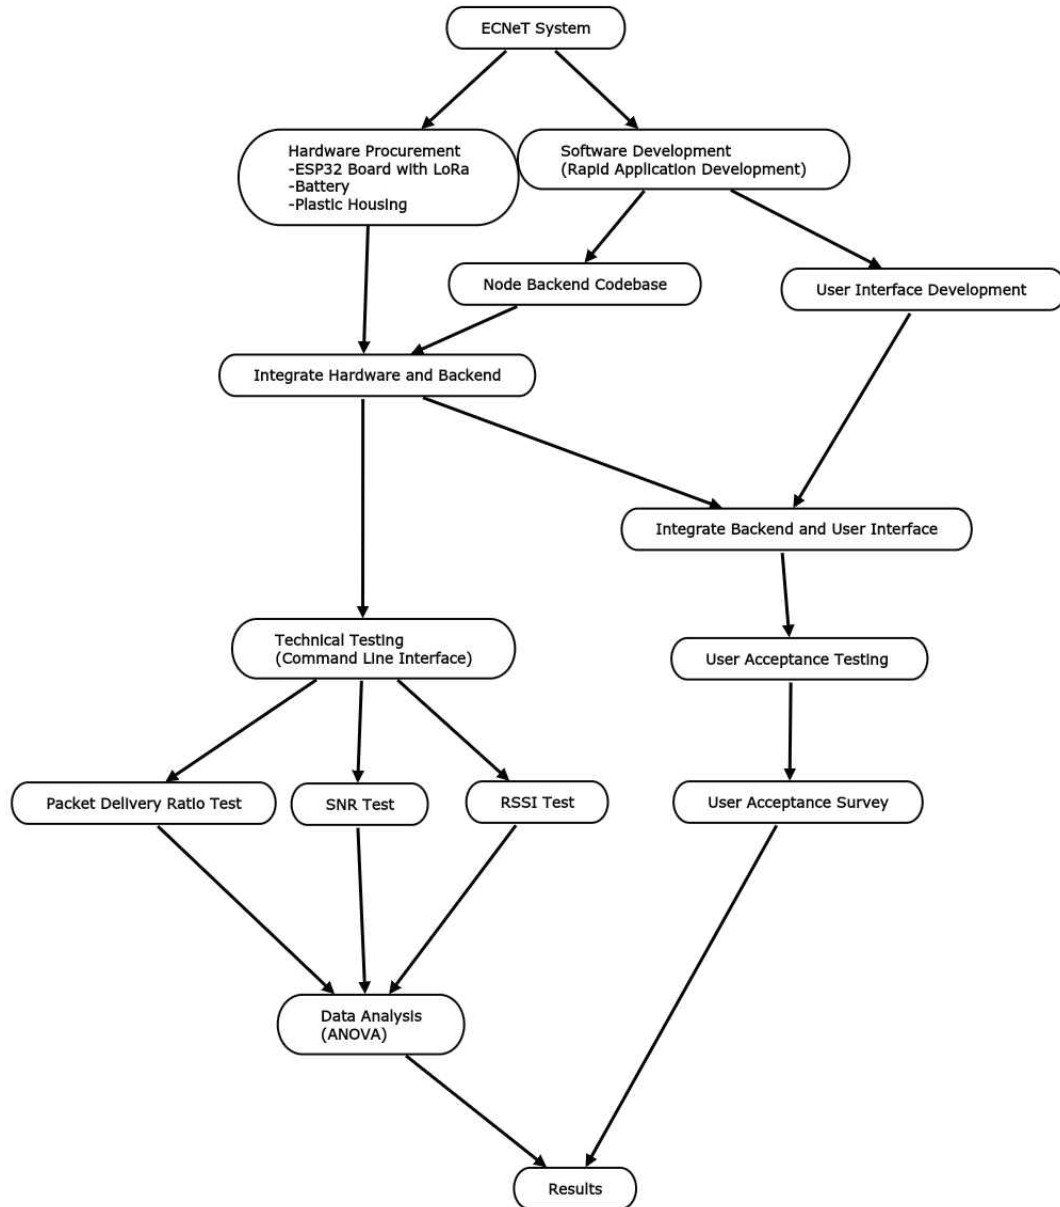 ECNeT System
Hardware Procurement
-ESP32 Board with LoRa
-Battery
-Plastic Housing
Software Development
(Rapid Application Development)
Node Backend Codebase
User Interface Development
Integrate Hardware and Backend
Integrate Backend and User Interface
Technical Testing
(Command Line Interface)
User Acceptance Testing
Packet Delivery Ratio Test
SNR Test
RSSI Test
User Acceptance Survey
Data Analysis
(ANOVA)
Results